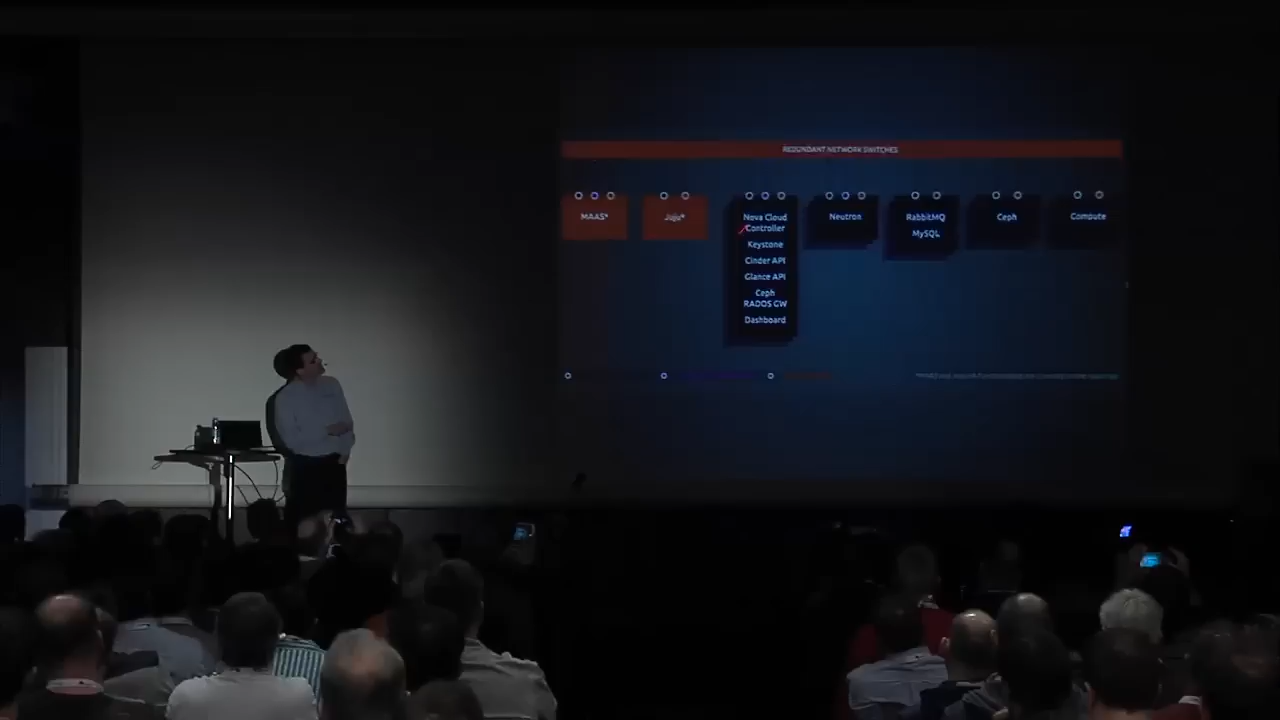 REDUNDANT NETWORK SWITCHES
MAAS*
Juju*
Nova Cloud
Controller
Keystone
Cinder API
Glance API
Ceph
RADOS GW
Dashboard
Neutron
RabbitMQ
MySQL
Ceph
Compute